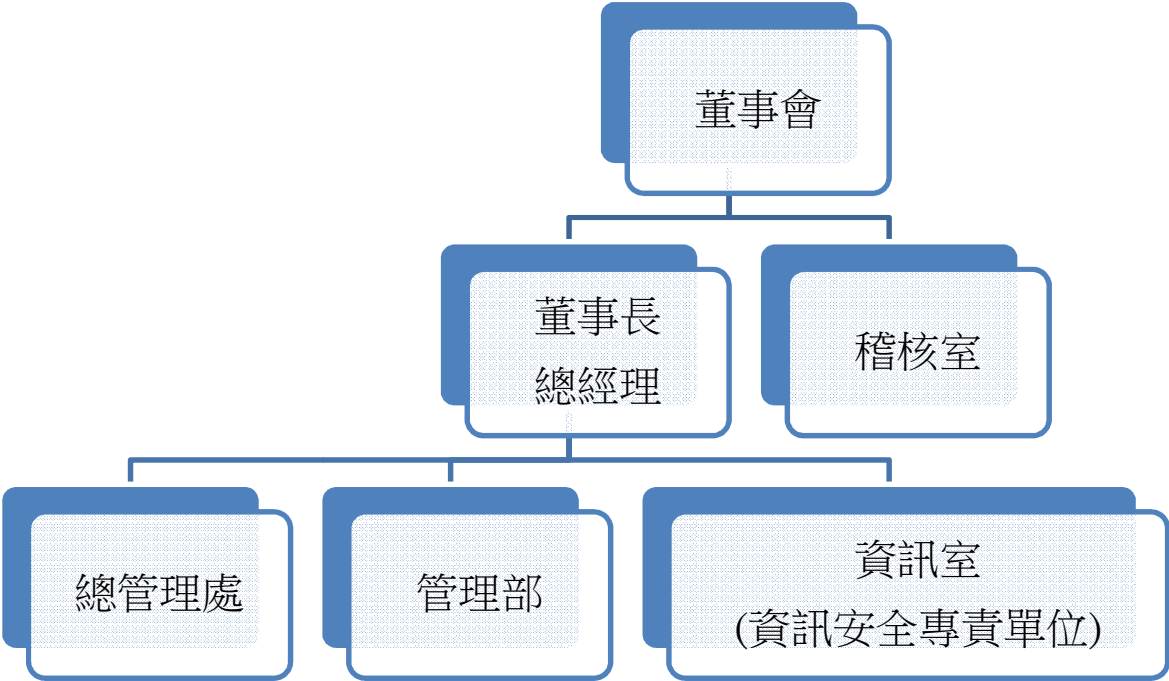 董事會
董事長
總經理
稽核室
總管理處
管理部
資訊室
(資訊安全專責單位)